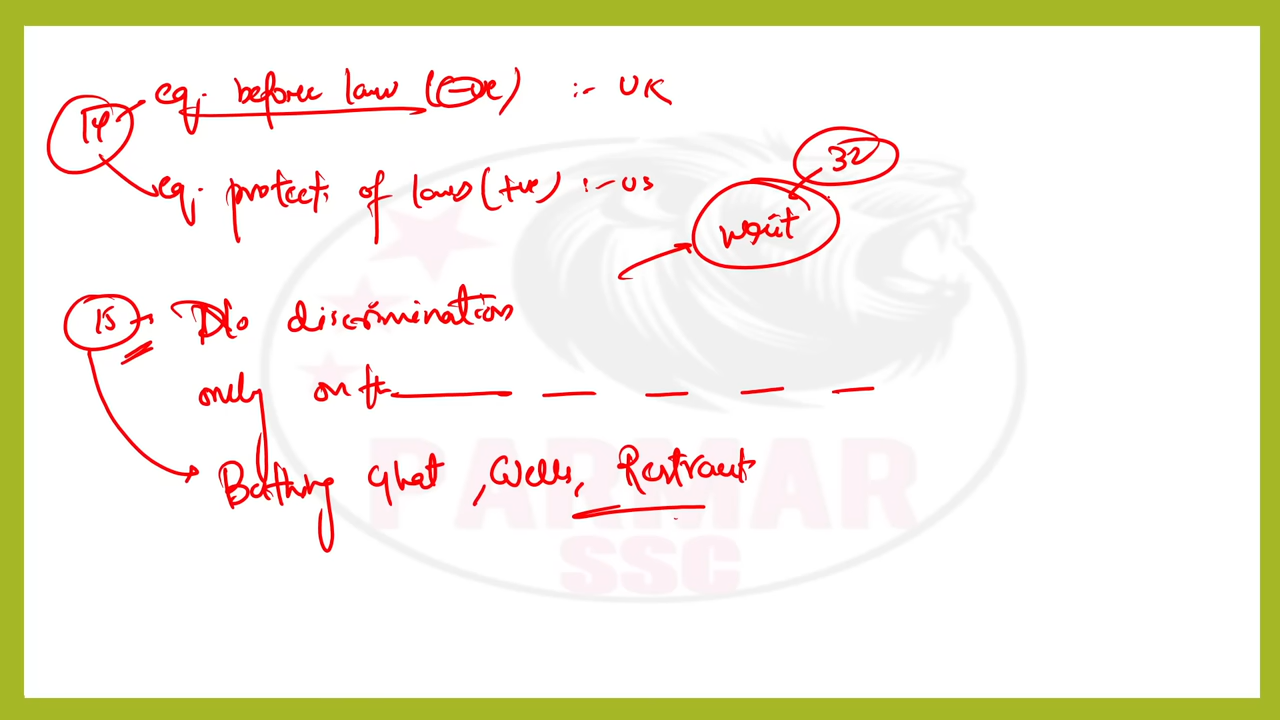 14 eq. before law (-ve) :- UK
eq. protect. of laws (+ve) :- US
32
writ
15 - No discrimination
only on the
Bathing ghat, Wells, Restraut
PARMAR
SSC